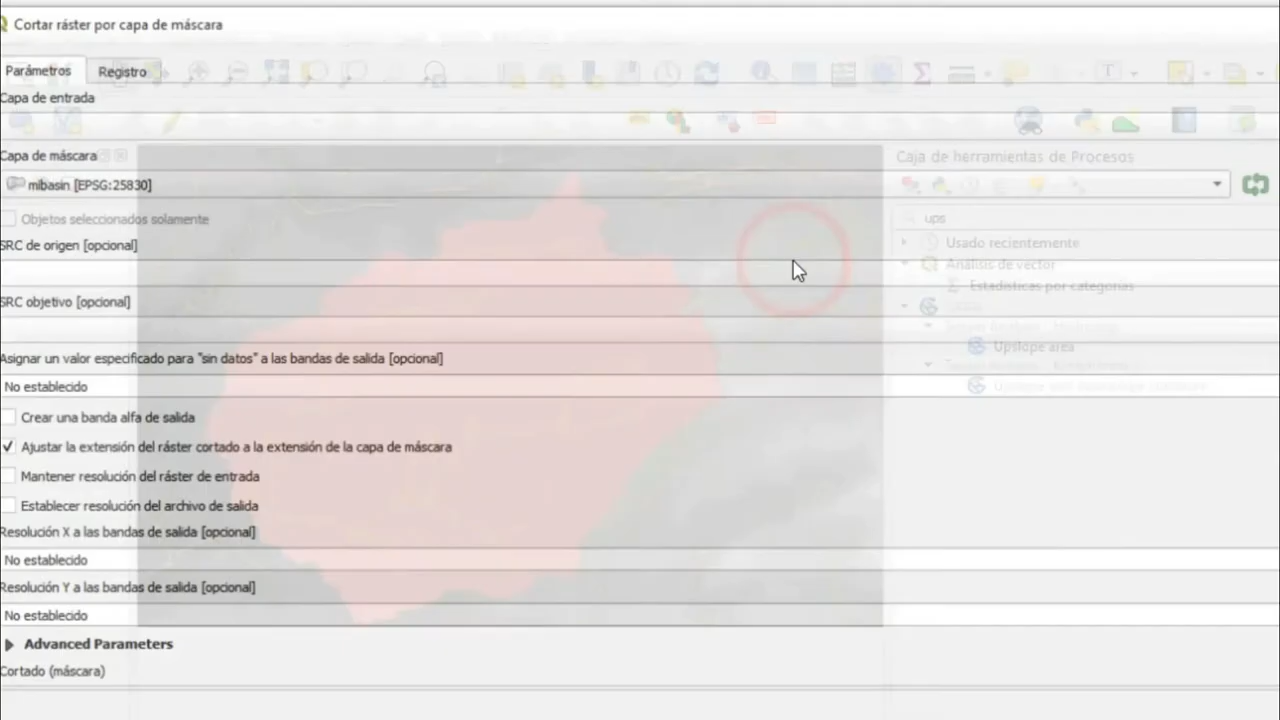 Cortar ráster por capa de máscara
Parámetros
Registro
Capa de entrada
Capa de máscara
mibasin [EPSG:25830]
Objetos seleccionados solamente
SRC de origen [opcional]
SRC objetivo [opcional]
Asignar un valor especificado para "sin datos" a las bandas de salida [opcional]
No establecido
Crear una banda alfa de salida
Ajustar la extensión del ráster cortado a la extensión de la capa de máscara
Mantener resolución del ráster de entrada
Establecer resolución del archivo de salida
Resolución X a las bandas de salida [opcional]
No establecido
Resolución Y a las bandas de salida [opcional]
No establecido
Advanced Parameters
Cortado (máscara)
Caja de herramientas de Procesos
ups
Usado recientemente
Análisis de vector
Estadísticas por categorías
Upslope area